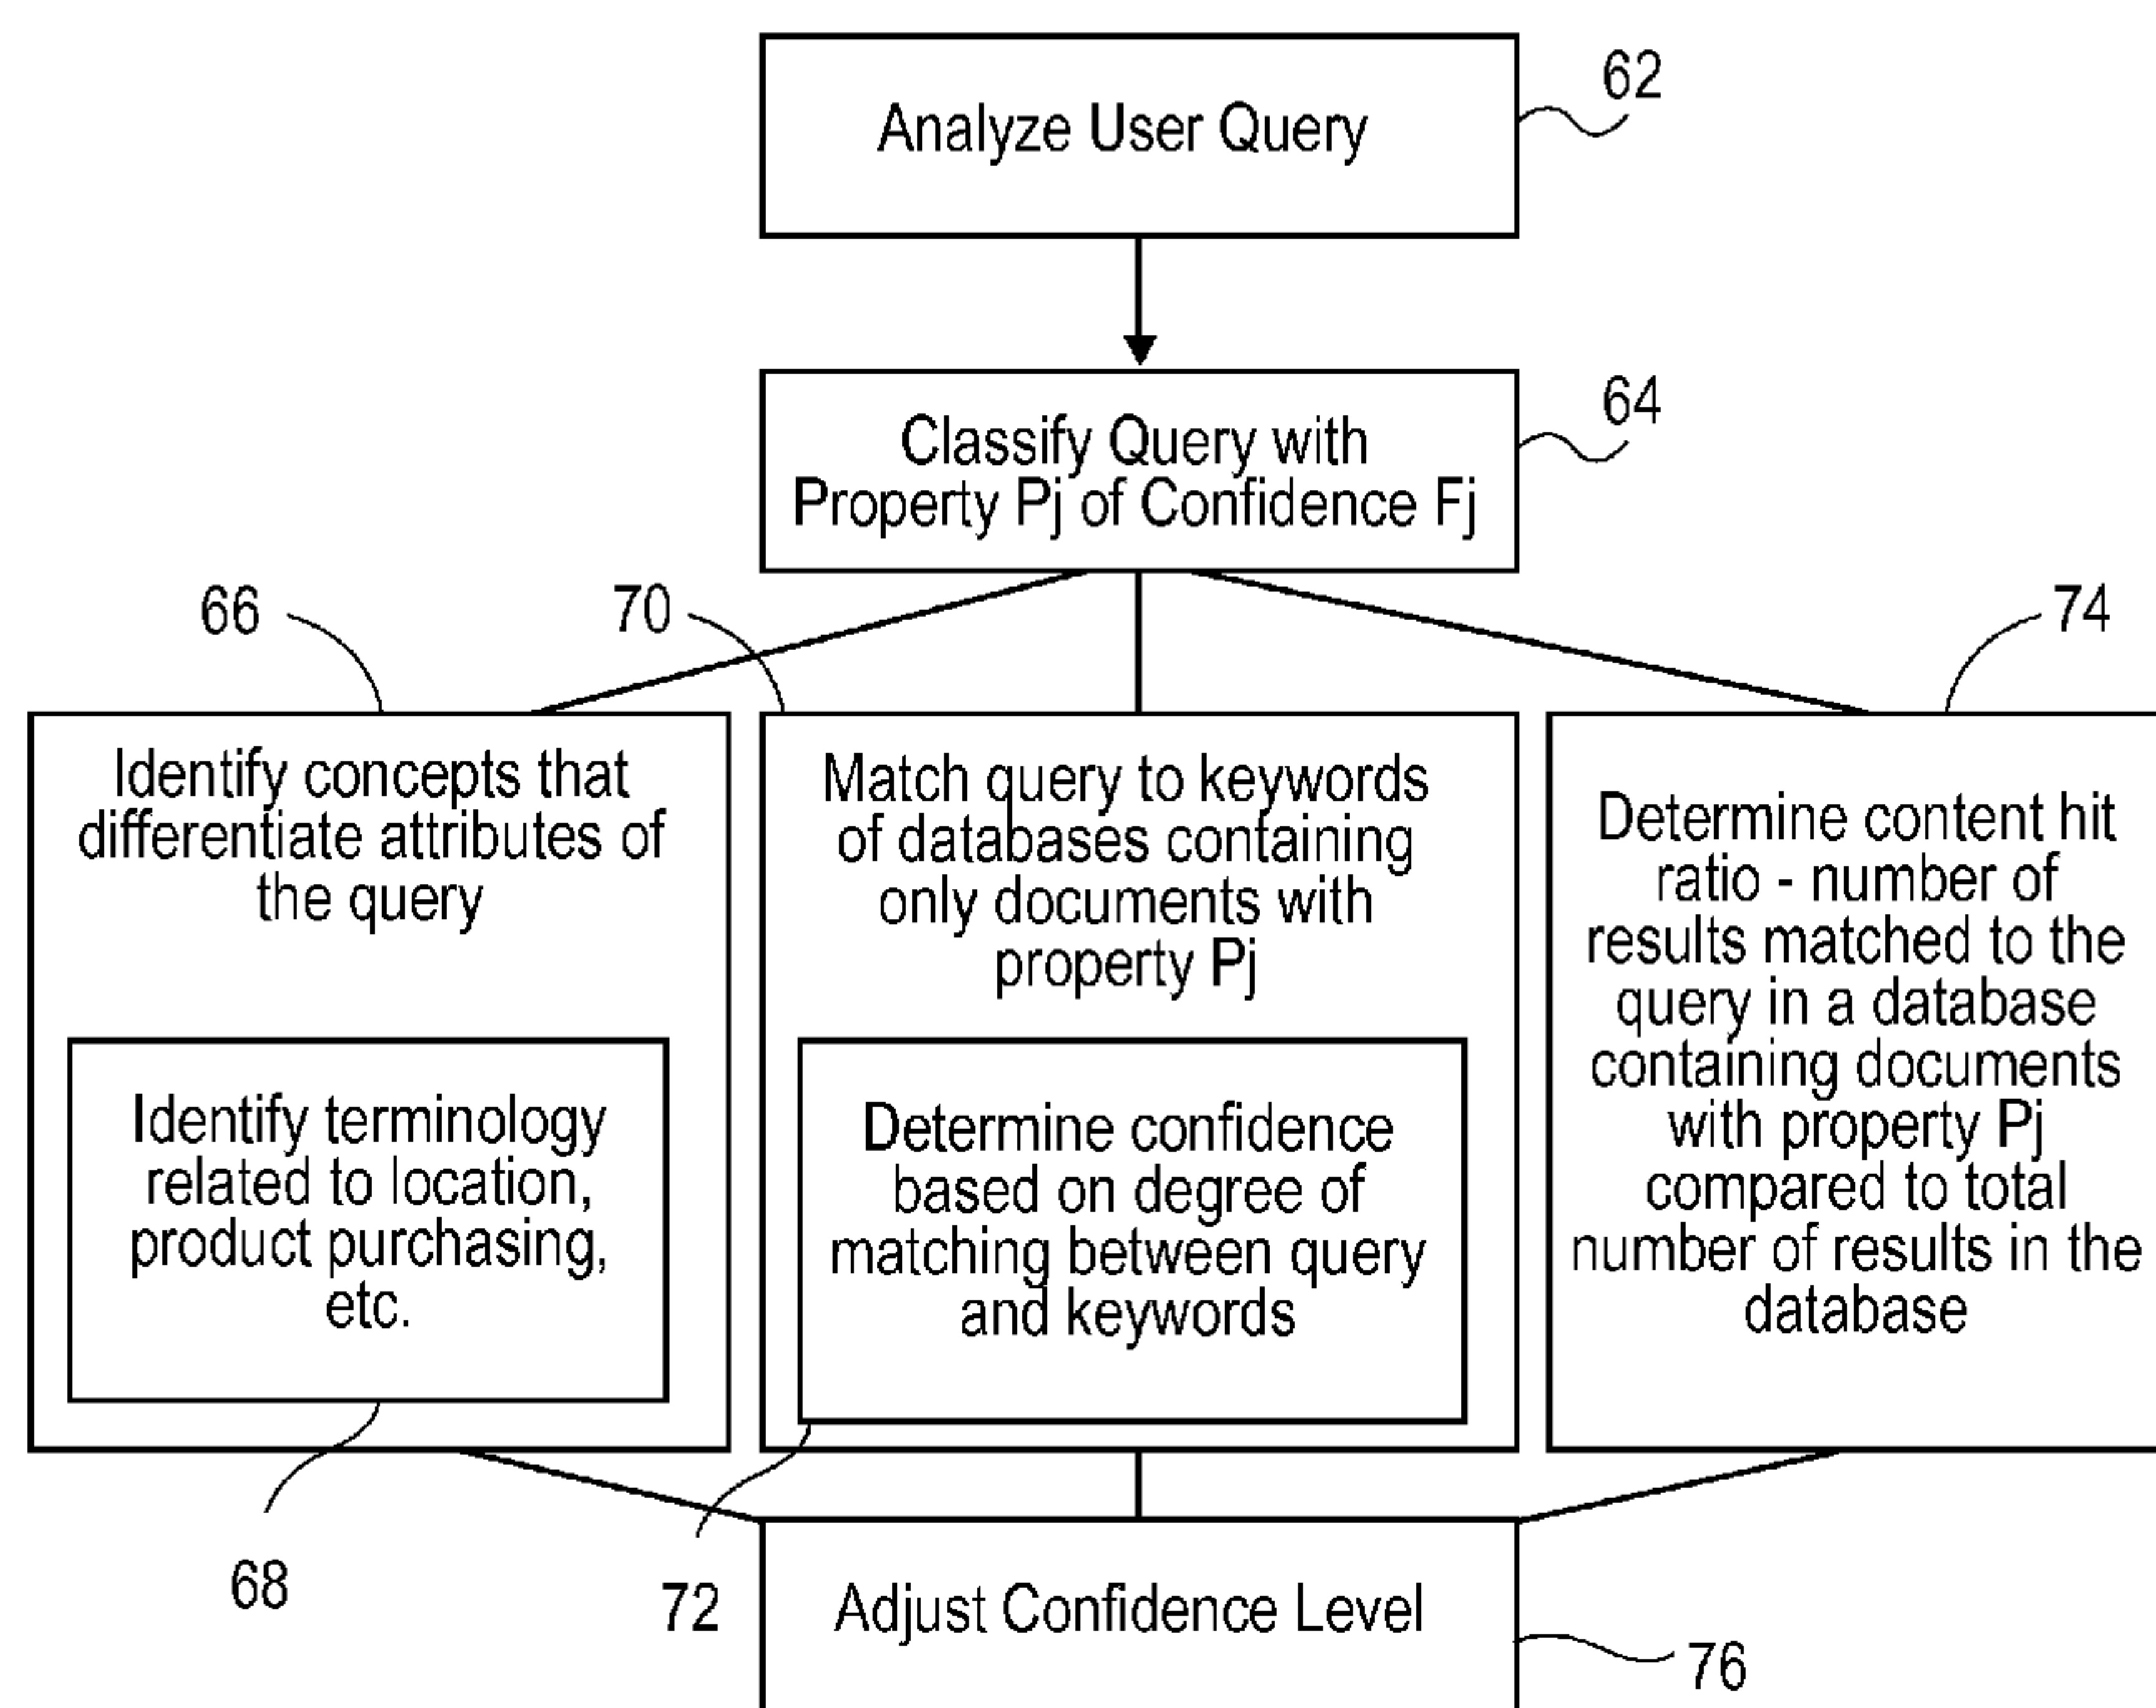 Analyze User Query
62
Classify Query with
Property Pj of Confidence Fj
64
66
70
74
Identify concepts that
differentiate attributes of
the query
Identify terminology
related to location,
product purchasing,
etc.
68
Match query to keywords
of databases containing
only documents with
property Pj
Determine confidence
based on degree of
matching between query
and keywords
72
Determine content hit
ratio - number of
results matched to the
query in a database
containing documents
with property Pj
compared to total
number of results in the
database
Adjust Confidence Level
76